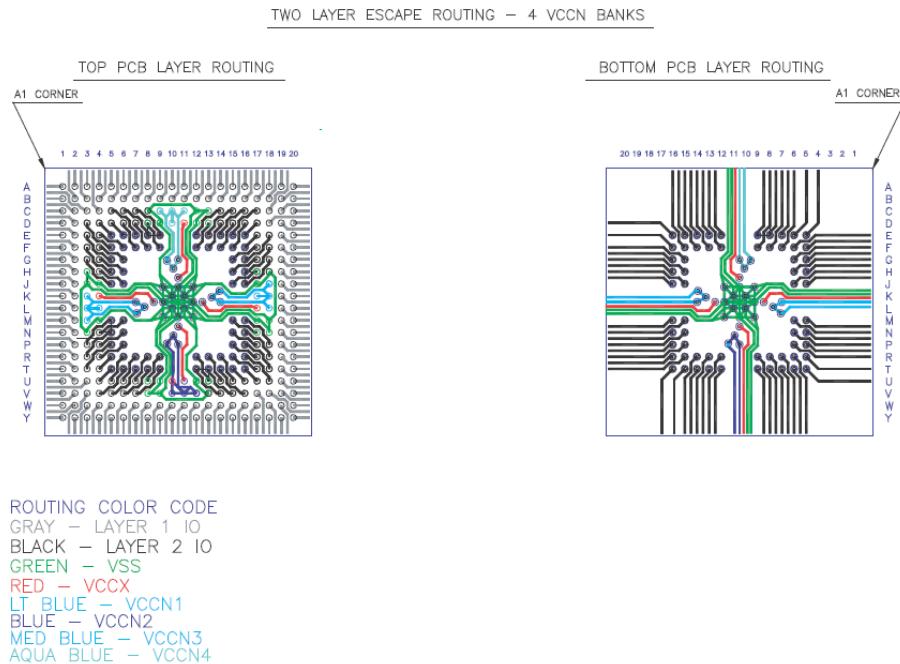 TWO LAYER ESCAPE ROUTING – 4 VCCN BANKS
TOP PCB LAYER ROUTING
BOTTOM PCB LAYER ROUTING
A1 CORNER
A1 CORNER
1 2 3 4 5 6 7 8 9 10 11 12 13 14 15 16 17 18 19 20
20 19 18 17 16 15 14 13 12 11 10 9 8 7 6 5 4 3 2 1
A
B
C
D
E
F
G
H
J
K
L
M
N
P
R
T
U
V
W
Y
A
B
C
D
E
F
G
H
J
K
L
M
N
P
R
T
U
V
W
Y
ROUTING COLOR CODE
GRAY – LAYER 1 IO
BLACK – LAYER 2 IO
GREEN – VSS
RED – VCCX
LT BLUE – VCCN1
BLUE – VCCN2
MED BLUE – VCCN3
AQUA BLUE – VCCN4